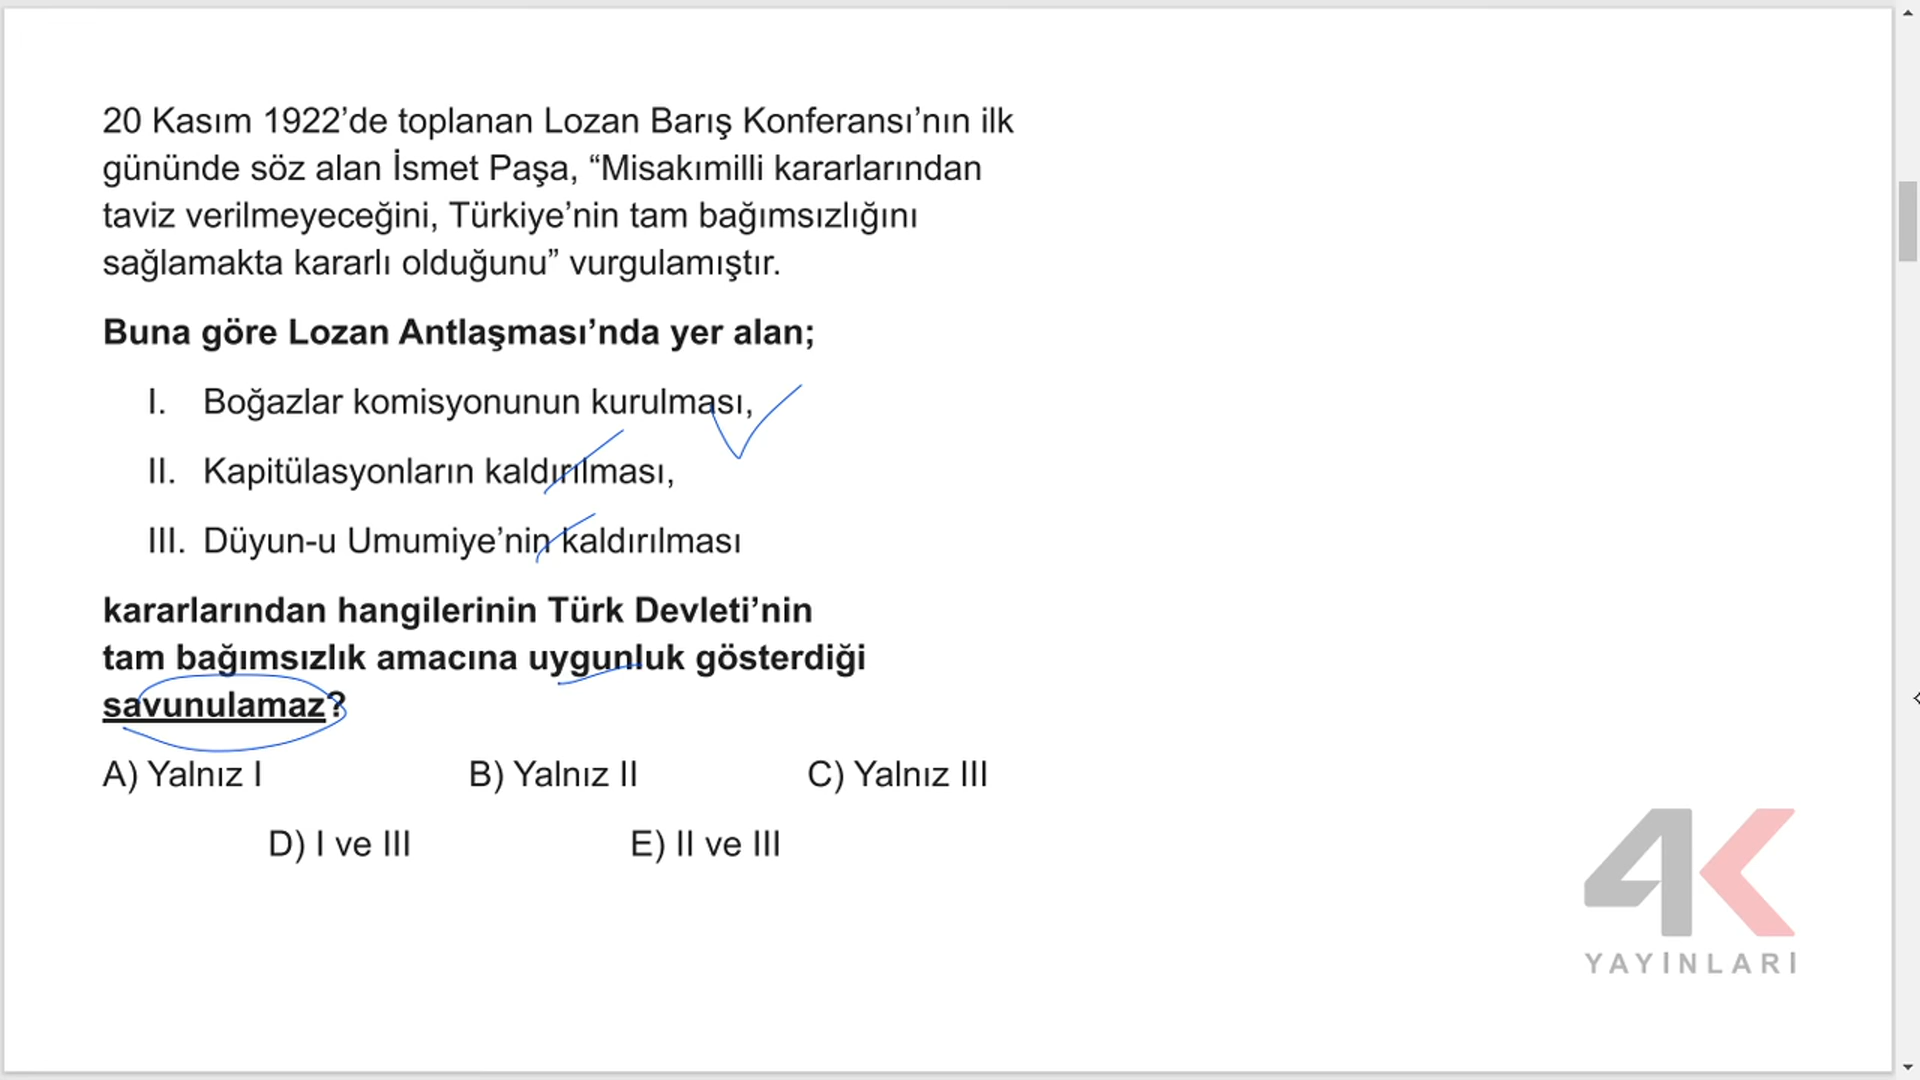 20 Kasım 1922’de toplanan Lozan Barış Konferansı’nın ilk
gününde söz alan İsmet Paşa, “Misakımilli kararlarından
taviz verilmeyeceğini, Türkiye’nin tam bağımsızlığını
sağlamakta kararlı olduğunu” vurgulamıştır.
Buna göre Lozan Antlaşması’nda yer alan;
I. Boğazlar komisyonunun kurulması,
II. Kapitülasyonların kaldırılması,
III. Düyun-u Umumiye’nin kaldırılması
kararlarından hangilerinin Türk Devleti’nin
tam bağımsızlık amacına uygunluk gösterdiği
savunulamaz?
A) Yalnız I B) Yalnız II C) Yalnız III
D) I ve III E) II ve III
4K
YAYINLARI